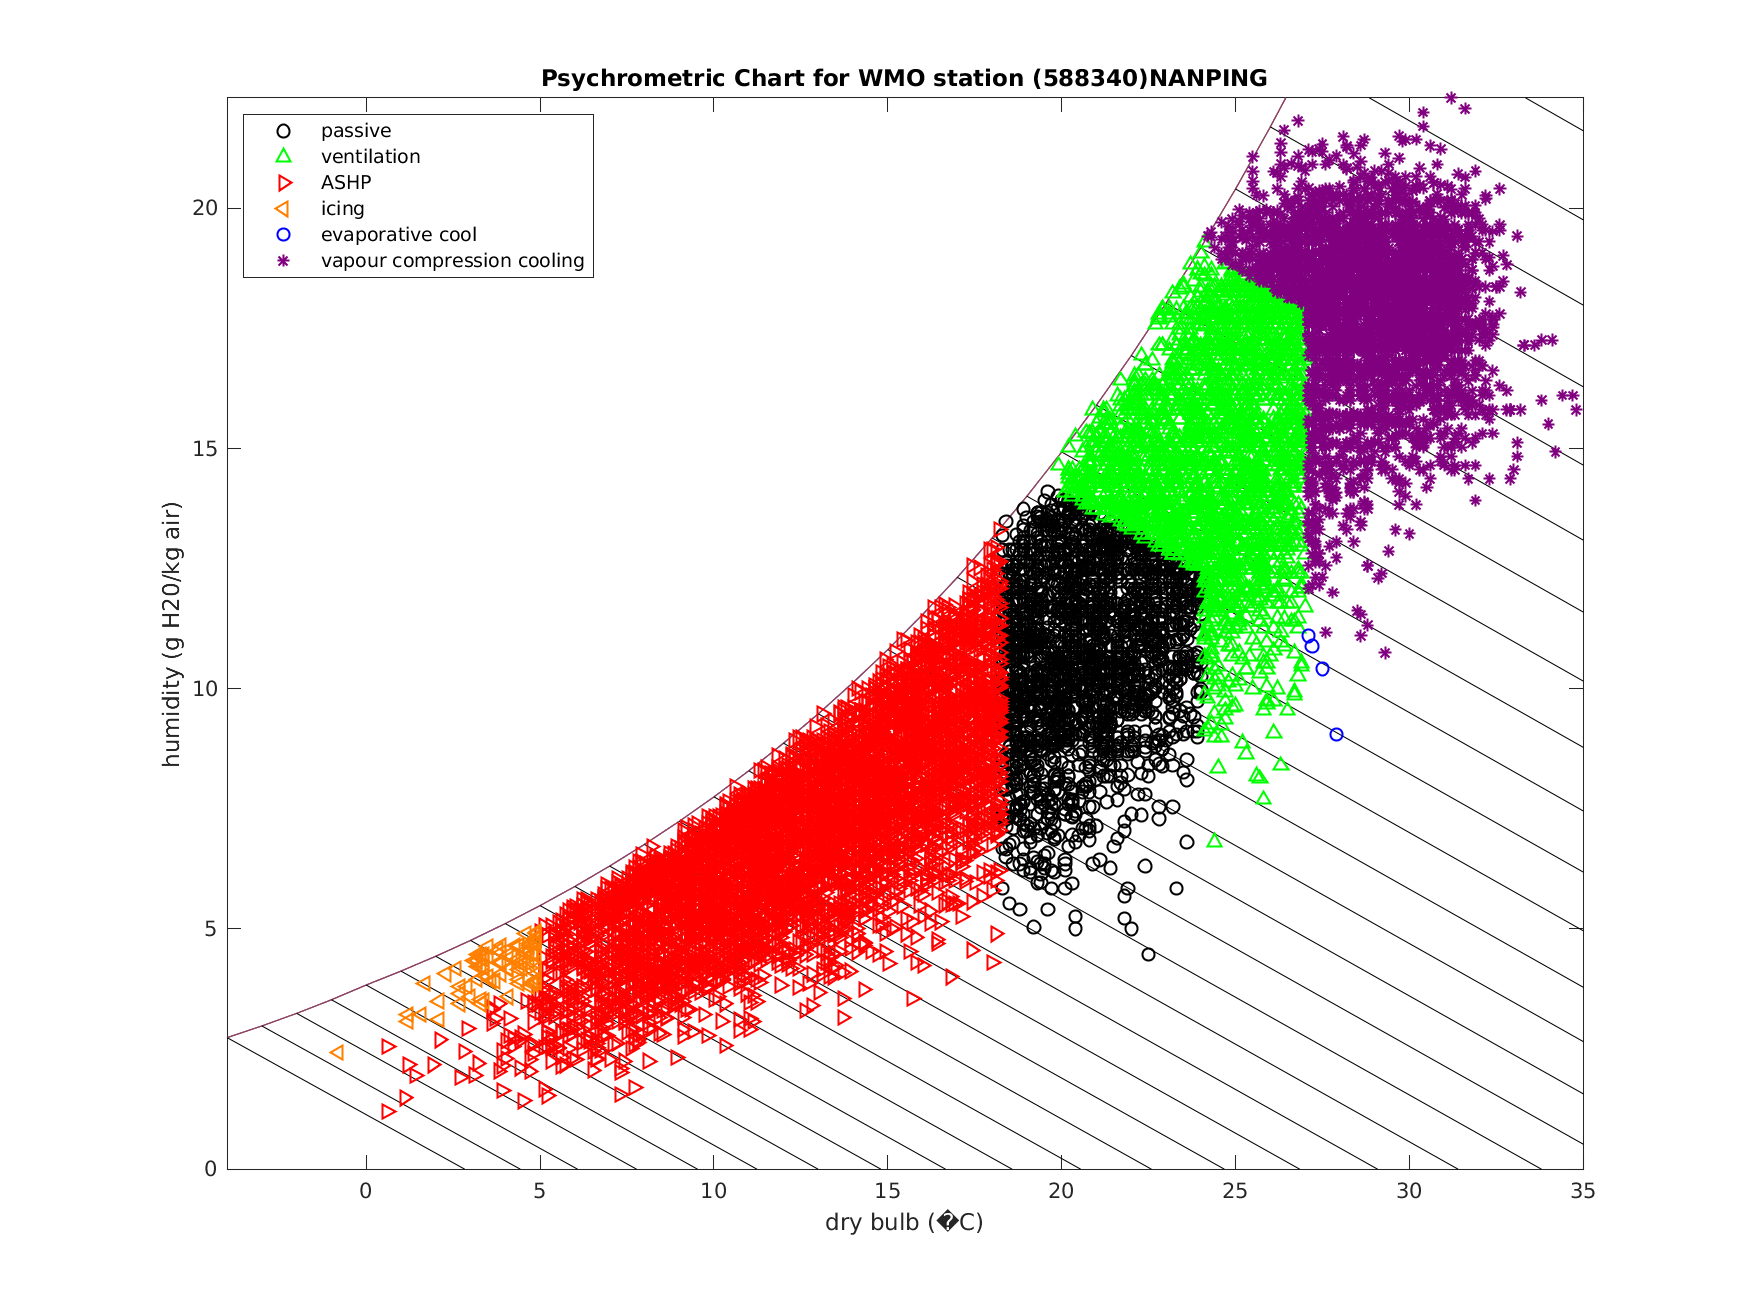 Psychrometric Chart for WMO station (588340)NANPING
passive
ventilation
ASHP
icing
evaporative cool
vapour compression cooling
humidity (g H20/kg air)
20
15
10
5
0
0 5 10 15 20 25 30 35
dry bulb (�C)